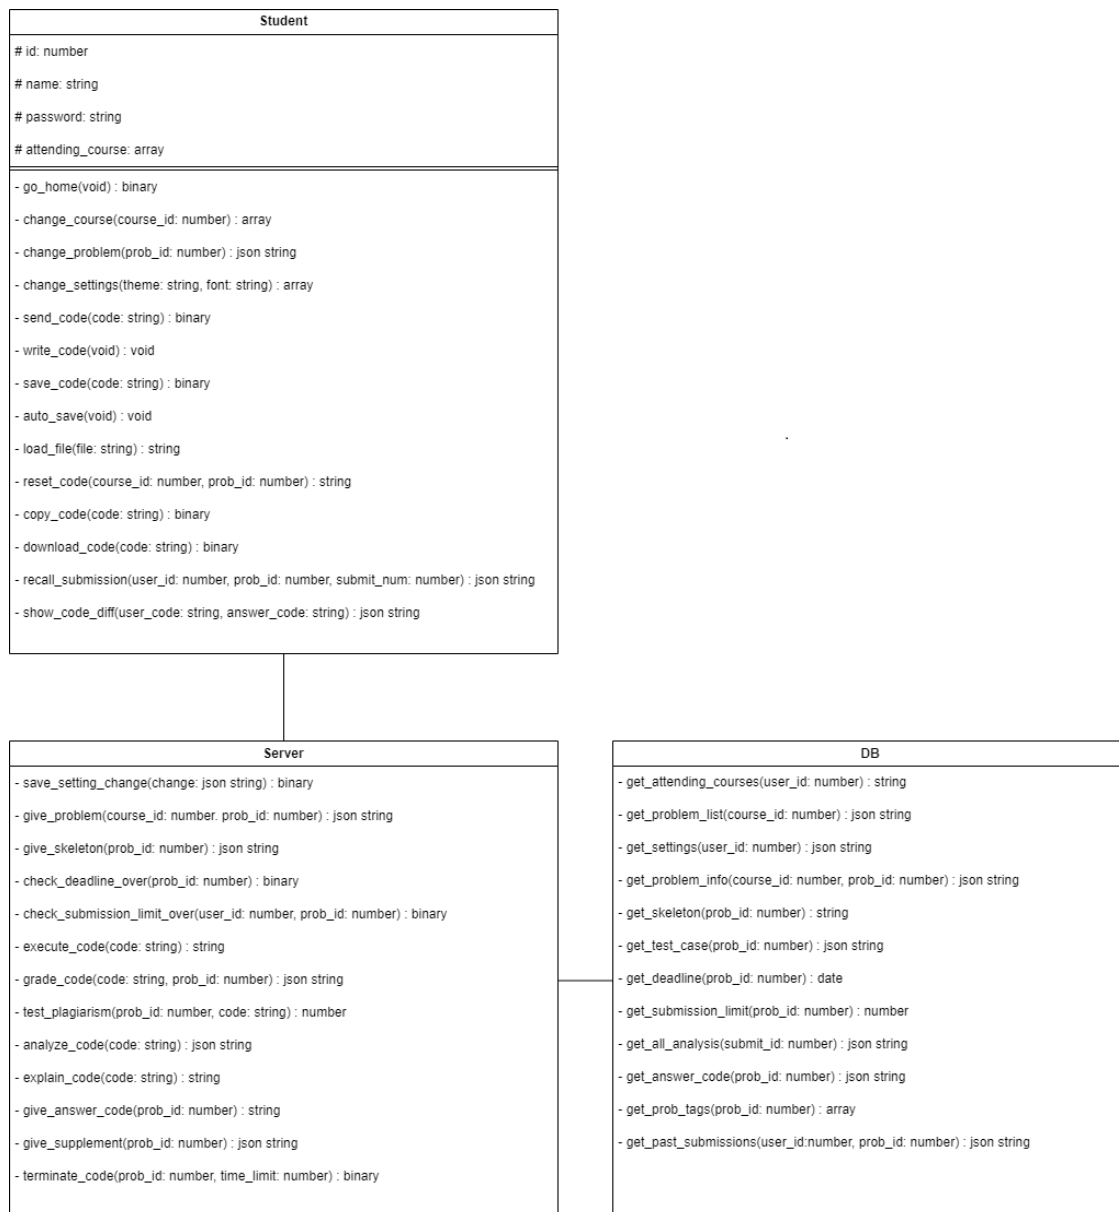 Student
# id: number
# name: string
# password: string
# attending_course: array
- go_home(void) : binary
- change_course(course_id: number) : array
- change_problem(prob_id: number) : json string
- change_settings(theme: string, font: string) : array
- send_code(code: string) : binary
- write_code(void) : void
- save_code(code: string) : binary
- auto_save(void) : void
- load_file(file: string) : string
- reset_code(course_id: number, prob_id: number) : string
- copy_code(code: string) : binary
- download_code(code: string) : binary
- recall_submission(user_id: number, prob_id: number, submit_num: number) : json string
- show_code_diff(user_code: string, answer_code: string) : json string
.
Server
- save_setting_change(change: json string) : binary
- give_problem(course_id: number. prob_id: number) : json string
- give_skeleton(prob_id: number) : json string
- check_deadline_over(prob_id: number) : binary
- check_submission_limit_over(user_id: number, prob_id: number) : binary
- execute_code(code: string) : string
- grade_code(code: string, prob_id: number) : json string
- test_plagiarism(prob_id: number, code: string) : number
- analyze_code(code: string) : json string
- explain_code(code: string) : string
- give_answer_code(prob_id: number) : string
- give_supplement(prob_id: number) : json string
- terminate_code(prob_id: number, time_limit: number) : binary
DB
- get_attending_courses(user_id: number) : string
- get_problem_list(course_id: number) : json string
- get_settings(user_id: number) : json string
- get_problem_info(course_id: number, prob_id: number) : json string
- get_skeleton(prob_id: number) : string
- get_test_case(prob_id: number) : json string
- get_deadline(prob_id: number) : date
- get_submission_limit(prob_id: number) : number
- get_all_analysis(submit_id: number) : json string
- get_answer_code(prob_id: number) : json string
- get_prob_tags(prob_id: number) : array
- get_past_submissions(user_id:number, prob_id: number) : json string